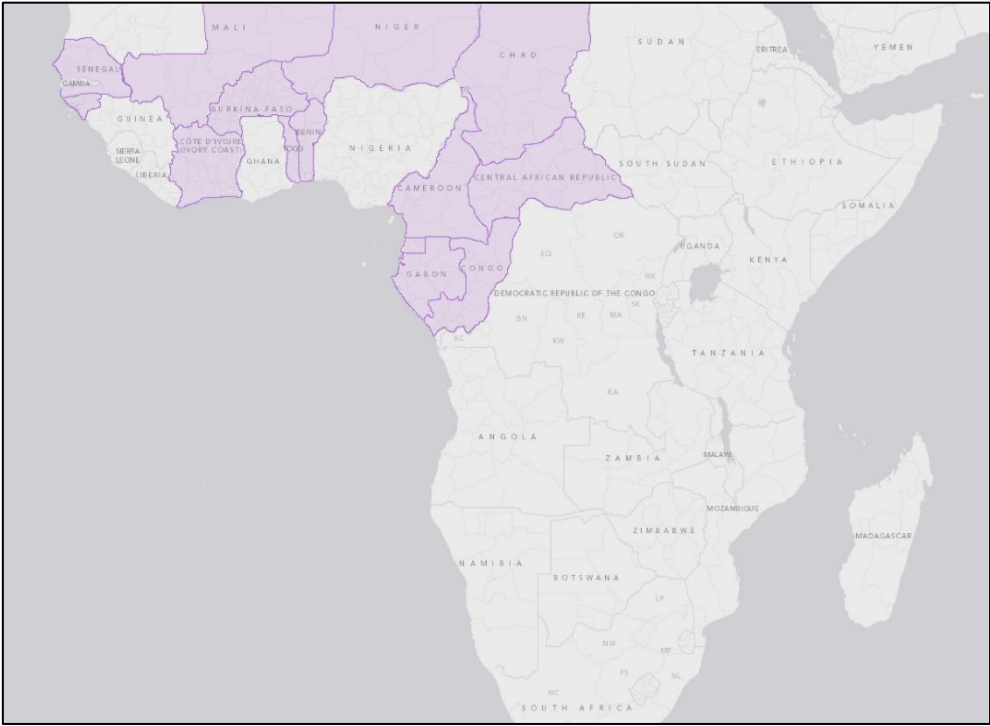 MALI
NIGER
CHAD
SUDAN
ERITREA
YEMEN
SENEGAL
GAMBIA
BURKINA FASO
GUINEA
BENIN
CÔTE D'IVOIRE
(IVORY COAST)
TOGO
NIGERIA
SIERRA
LEONE
GHANA
LIBERIA
SOUTH SUDAN
ETHIOPIA
CENTRAL AFRICAN REPUBLIC
CAMEROON
SOMALIA
OR
UGANDA
EQ
KENYA
GABON
CONGO
NK
DEMOCRATIC REPUBLIC OF THE CONGO
SK
BN
KE
MA
BC
KW
TANZANIA
KA
ANGOLA
ZAMBIA
MALAWI
MOZAMBIQUE
ZIMBABWE
MADAGASCAR
NAMIBIA
BOTSWANA
LP
NW
MP
FS
NL
NC
SOUTH AFRICA